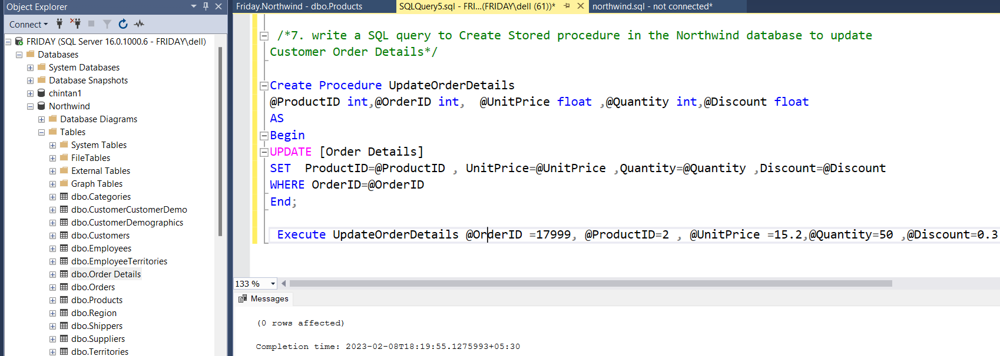 Object Explorer
Friday.Northwind - dbo.Products
SQLQuery5.sql - FRI...(FRIDAY\dell (61))*
northwind.sql - not connected*
Connect
FRIDAY (SQL Server 16.0.1000.6 - FRIDAY\dell)
Databases
System Databases
Database Snapshots
chintan1
Northwind
Database Diagrams
Tables
System Tables
FileTables
External Tables
Graph Tables
dbo.Categories
dbo.CustomerCustomerDemo
dbo.CustomerDemographics
dbo.Customers
dbo.Employees
dbo.EmployeeTerritories
dbo.Order Details
dbo.Orders
dbo.Products
dbo.Region
dbo.Shippers
dbo.Suppliers
dbo.Territories
/*7. write a SQL query to Create Stored procedure in the Northwind database to update
Customer Order Details*/
Create Procedure UpdateOrderDetails
@ProductID int,@OrderID int,  @UnitPrice float ,@Quantity int,@Discount float
AS
Begin
UPDATE [Order Details]
SET  ProductID=@ProductID , UnitPrice=@UnitPrice ,Quantity=@Quantity ,Discount=@Discount
WHERE OrderID=@OrderID
End;
Execute UpdateOrderDetails @OrderID =17999, @ProductID=2 , @UnitPrice =15.2,@Quantity=50 ,@Discount=0.3
133 %
Messages
(0 rows affected)
Completion time: 2023-02-08T18:19:55.1275993+05:30